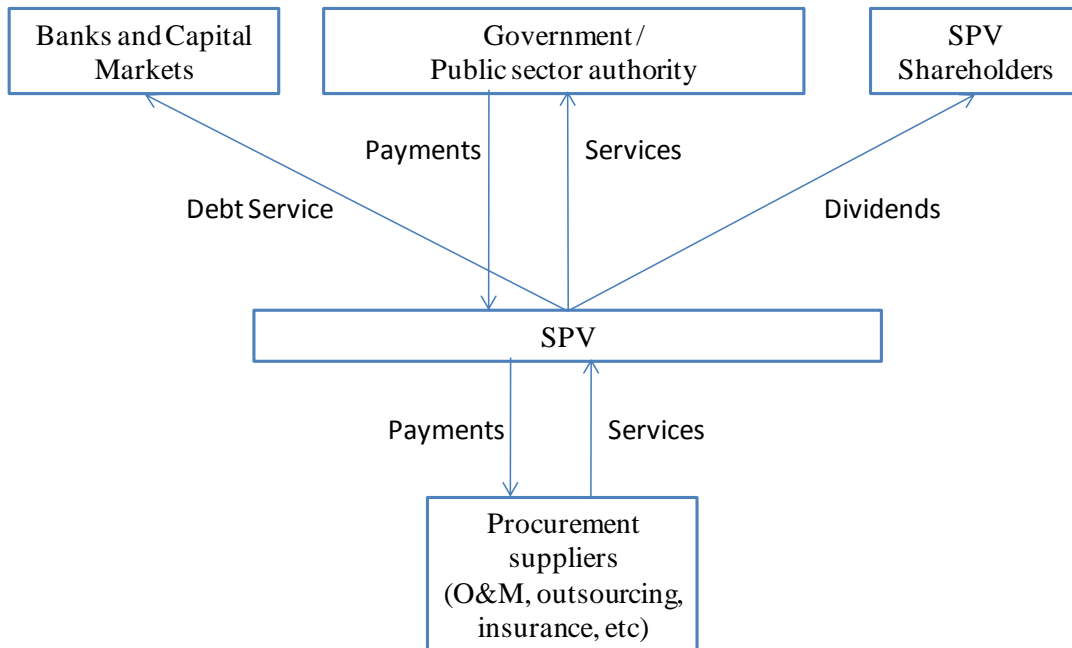 Banks and Capital
Markets
Government /
Public sector authority
SPV
Shareholders
Payments
Services
Debt Service
Dividends
SPV
Payments
Services
Procurement
suppliers
(O&M, outsourcing,
insurance, etc)